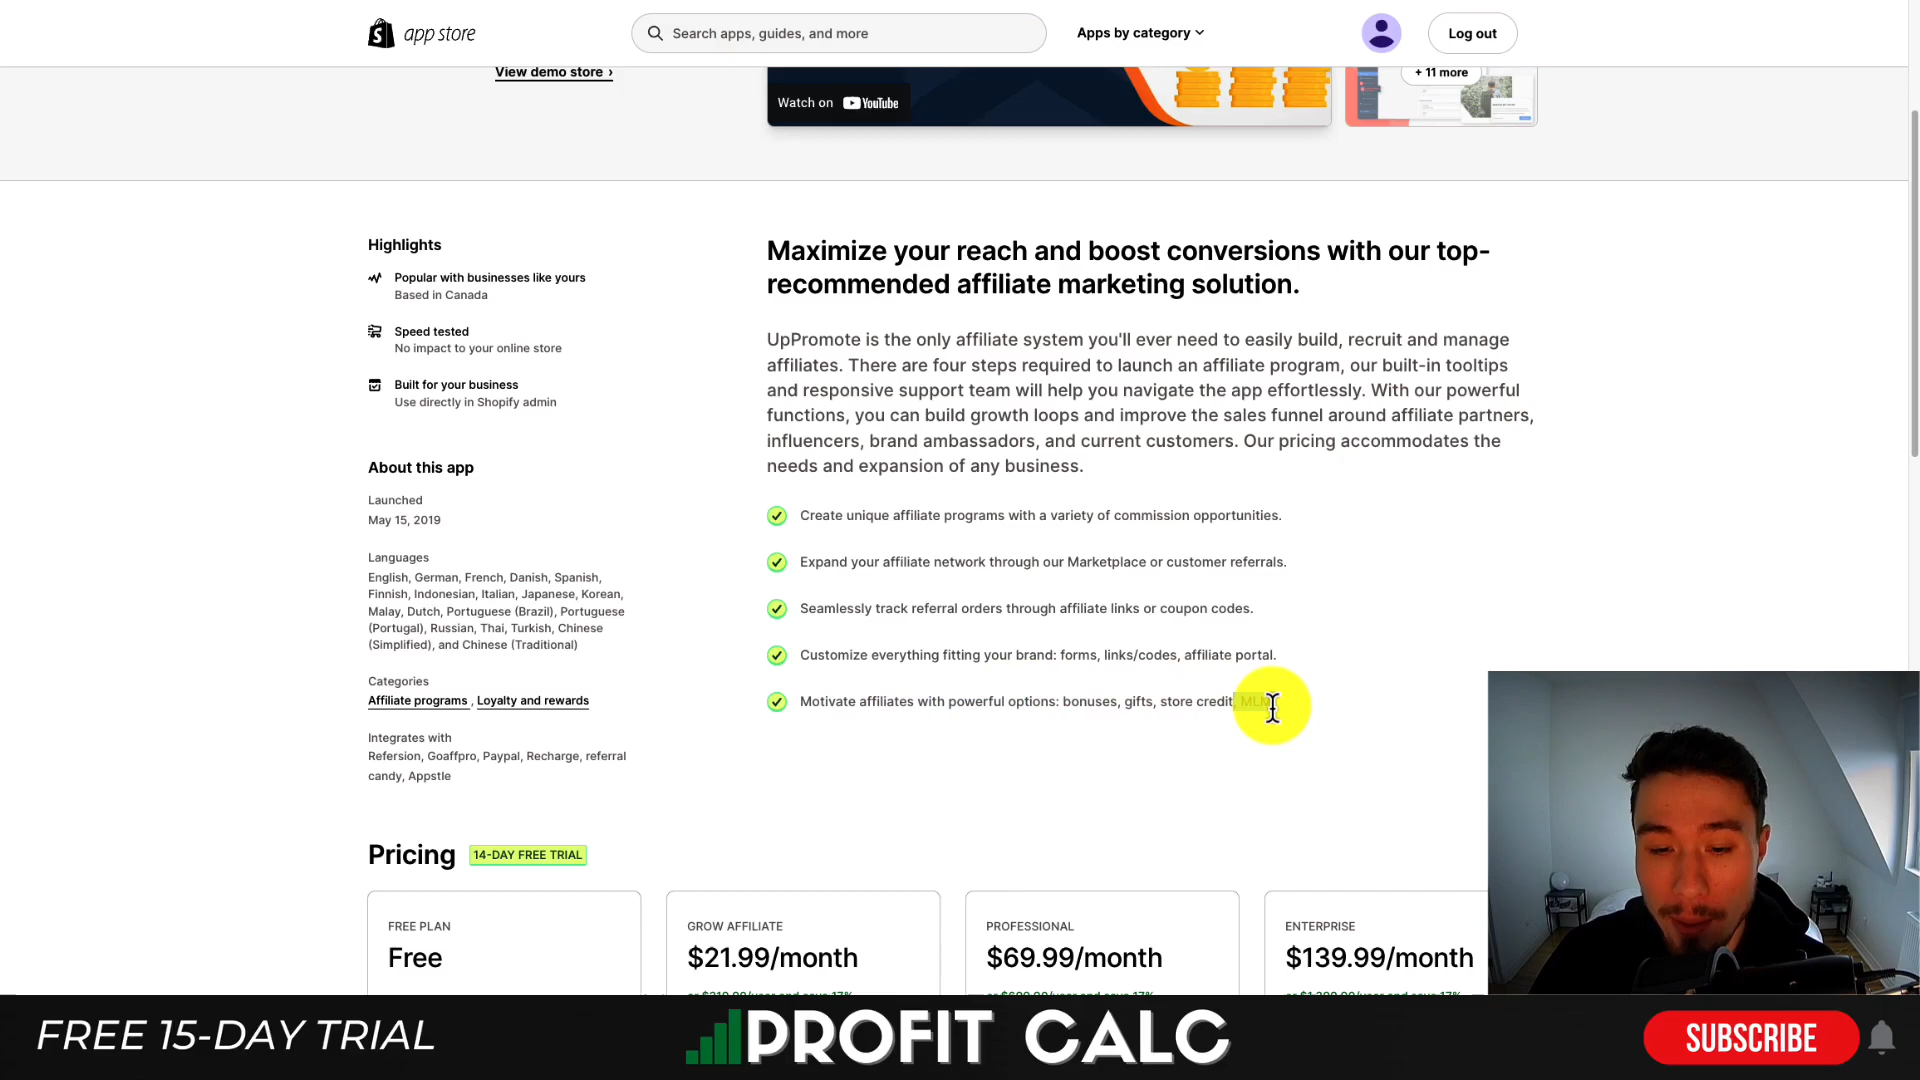 app store
Search apps, guides, and more
Apps by category
Log out
View demo store ›
Watch on YouTube
+ 11 more
Highlights
Popular with businesses like yours
Based in Canada
Speed tested
No impact to your online store
Built for your business
Use directly in Shopify admin
About this app
Launched
May 15, 2019
Languages
English, German, French, Danish, Spanish,
Finnish, Indonesian, Italian, Japanese, Korean,
Malay, Dutch, Portuguese (Brazil), Portuguese
(Portugal), Russian, Thai, Turkish, Chinese
(Simplified), and Chinese (Traditional)
Categories
Affiliate programs , Loyalty and rewards
Integrates with
Refersion, Goaffpro, Paypal, Recharge, referral
candy, Appstle
Maximize your reach and boost conversions with our top-
recommended affiliate marketing solution.
UpPromote is the only affiliate system you'll ever need to easily build, recruit and manage
affiliates. There are four steps required to launch an affiliate program, our built-in tooltips
and responsive support team will help you navigate the app effortlessly. With our powerful
functions, you can build growth loops and improve the sales funnel around affiliate partners,
influencers, brand ambassadors, and current customers. Our pricing accommodates the
needs and expansion of any business.
Create unique affiliate programs with a variety of commission opportunities.
Expand your affiliate network through our Marketplace or customer referrals.
Seamlessly track referral orders through affiliate links or coupon codes.
Customize everything fitting your brand: forms, links/codes, affiliate portal.
Motivate affiliates with powerful options: bonuses, gifts, store credit, MLM
Pricing
14-DAY FREE TRIAL
FREE PLAN
Free
GROW AFFILIATE
$21.99/month
PROFESSIONAL
$69.99/month
ENTERPRISE
$139.99/month
FREE 15-DAY TRIAL
PROFIT CALC
SUBSCRIBE